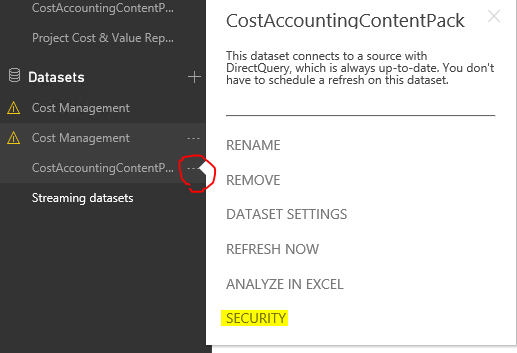 CostAccountingContentP...
Project Cost & Value Rep...
Datasets
Cost Management
Cost Management
CostAccountingContentP...
Streaming datasets
CostAccountingContentPack
This dataset connects to a source with
DirectQuery, which is always up-to-date. You don't
have to schedule a refresh on this dataset.
RENAME
REMOVE
DATASET SETTINGS
REFRESH NOW
ANALYZE IN EXCEL
SECURITY